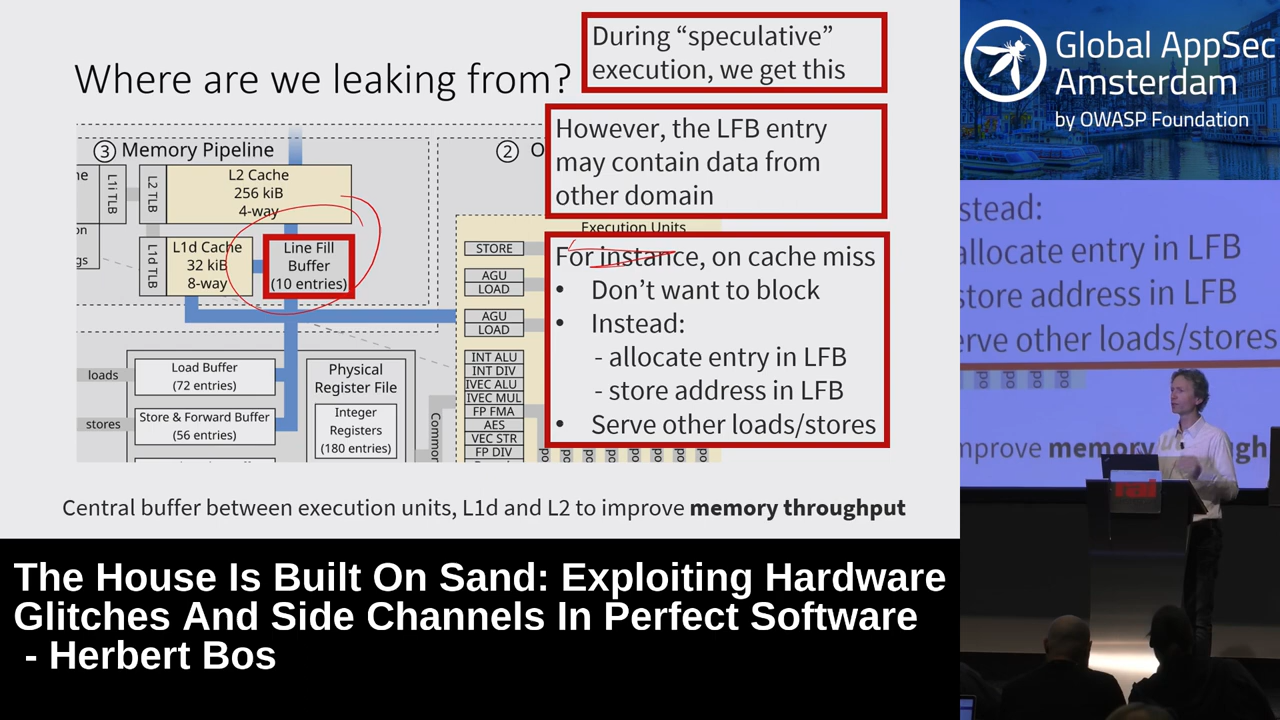 Where are we leaking from?
During “speculative”
execution, we get this
However, the LFB entry
may contain data from
other domain
For instance, on cache miss
• Don’t want to block
• Instead:
- allocate entry in LFB
- store address in LFB
• Serve other loads/stores
③ Memory Pipeline
② O
L1i TLB
L2 TLB
L2 Cache
256 kiB
4-way
L1d TLB
L1d Cache
32 kiB
8-way
Line Fill
Buffer
(10 entries)
Execution Units
STORE
AGU
LOAD
AGU
LOAD
INT ALU
INT DIV
IVEC ALU
IVEC MUL
FP FMA
AES
VEC STR
FP DIV
loads
Load Buffer
(72 entries)
stores
Store & Forward Buffer
(56 entries)
Physical
Register File
Integer
Registers
(180 entries)
Common
Central buffer between execution units, L1d and L2 to improve memory throughput
Global AppSec
Amsterdam
by OWASP Foundation
stead:
allocate entry in LFB
store address in LFB
erve other loads/stores
mprove memory
gh
rai
The House Is Built On Sand: Exploiting Hardware
Glitches And Side Channels In Perfect Software
- Herbert Bos